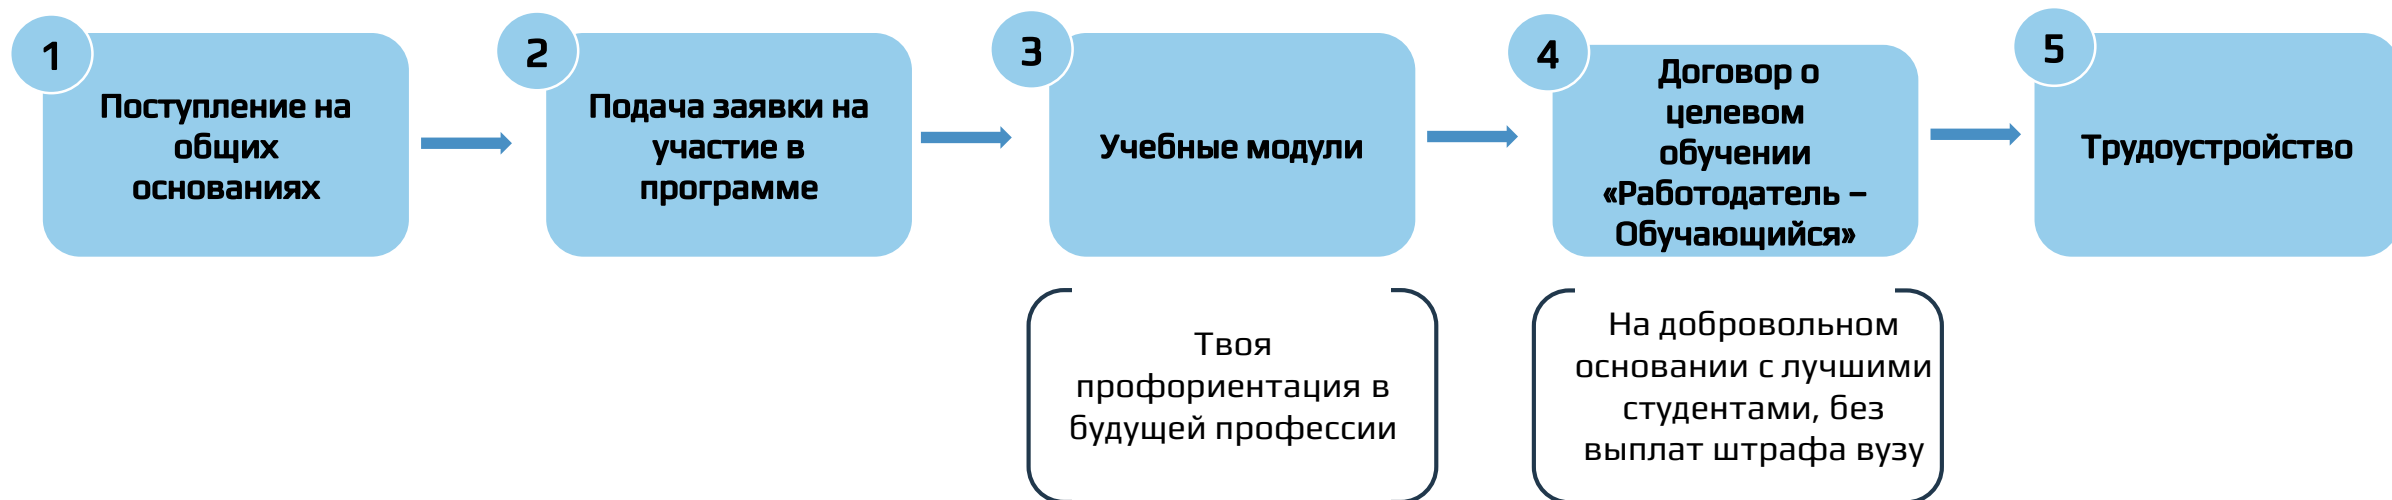 1
Поступление на
общих
основаниях
2
Подача заявки на
участие в
программе
3
Учебные модули
4
Договор о
целевом
обучении
«Работодатель –
Обучающийся»
5
Трудоустройство
Твоя
профориентация в
будущей профессии
На добровольном
основании с лучшими
студентами, без
выплат штрафа вузу